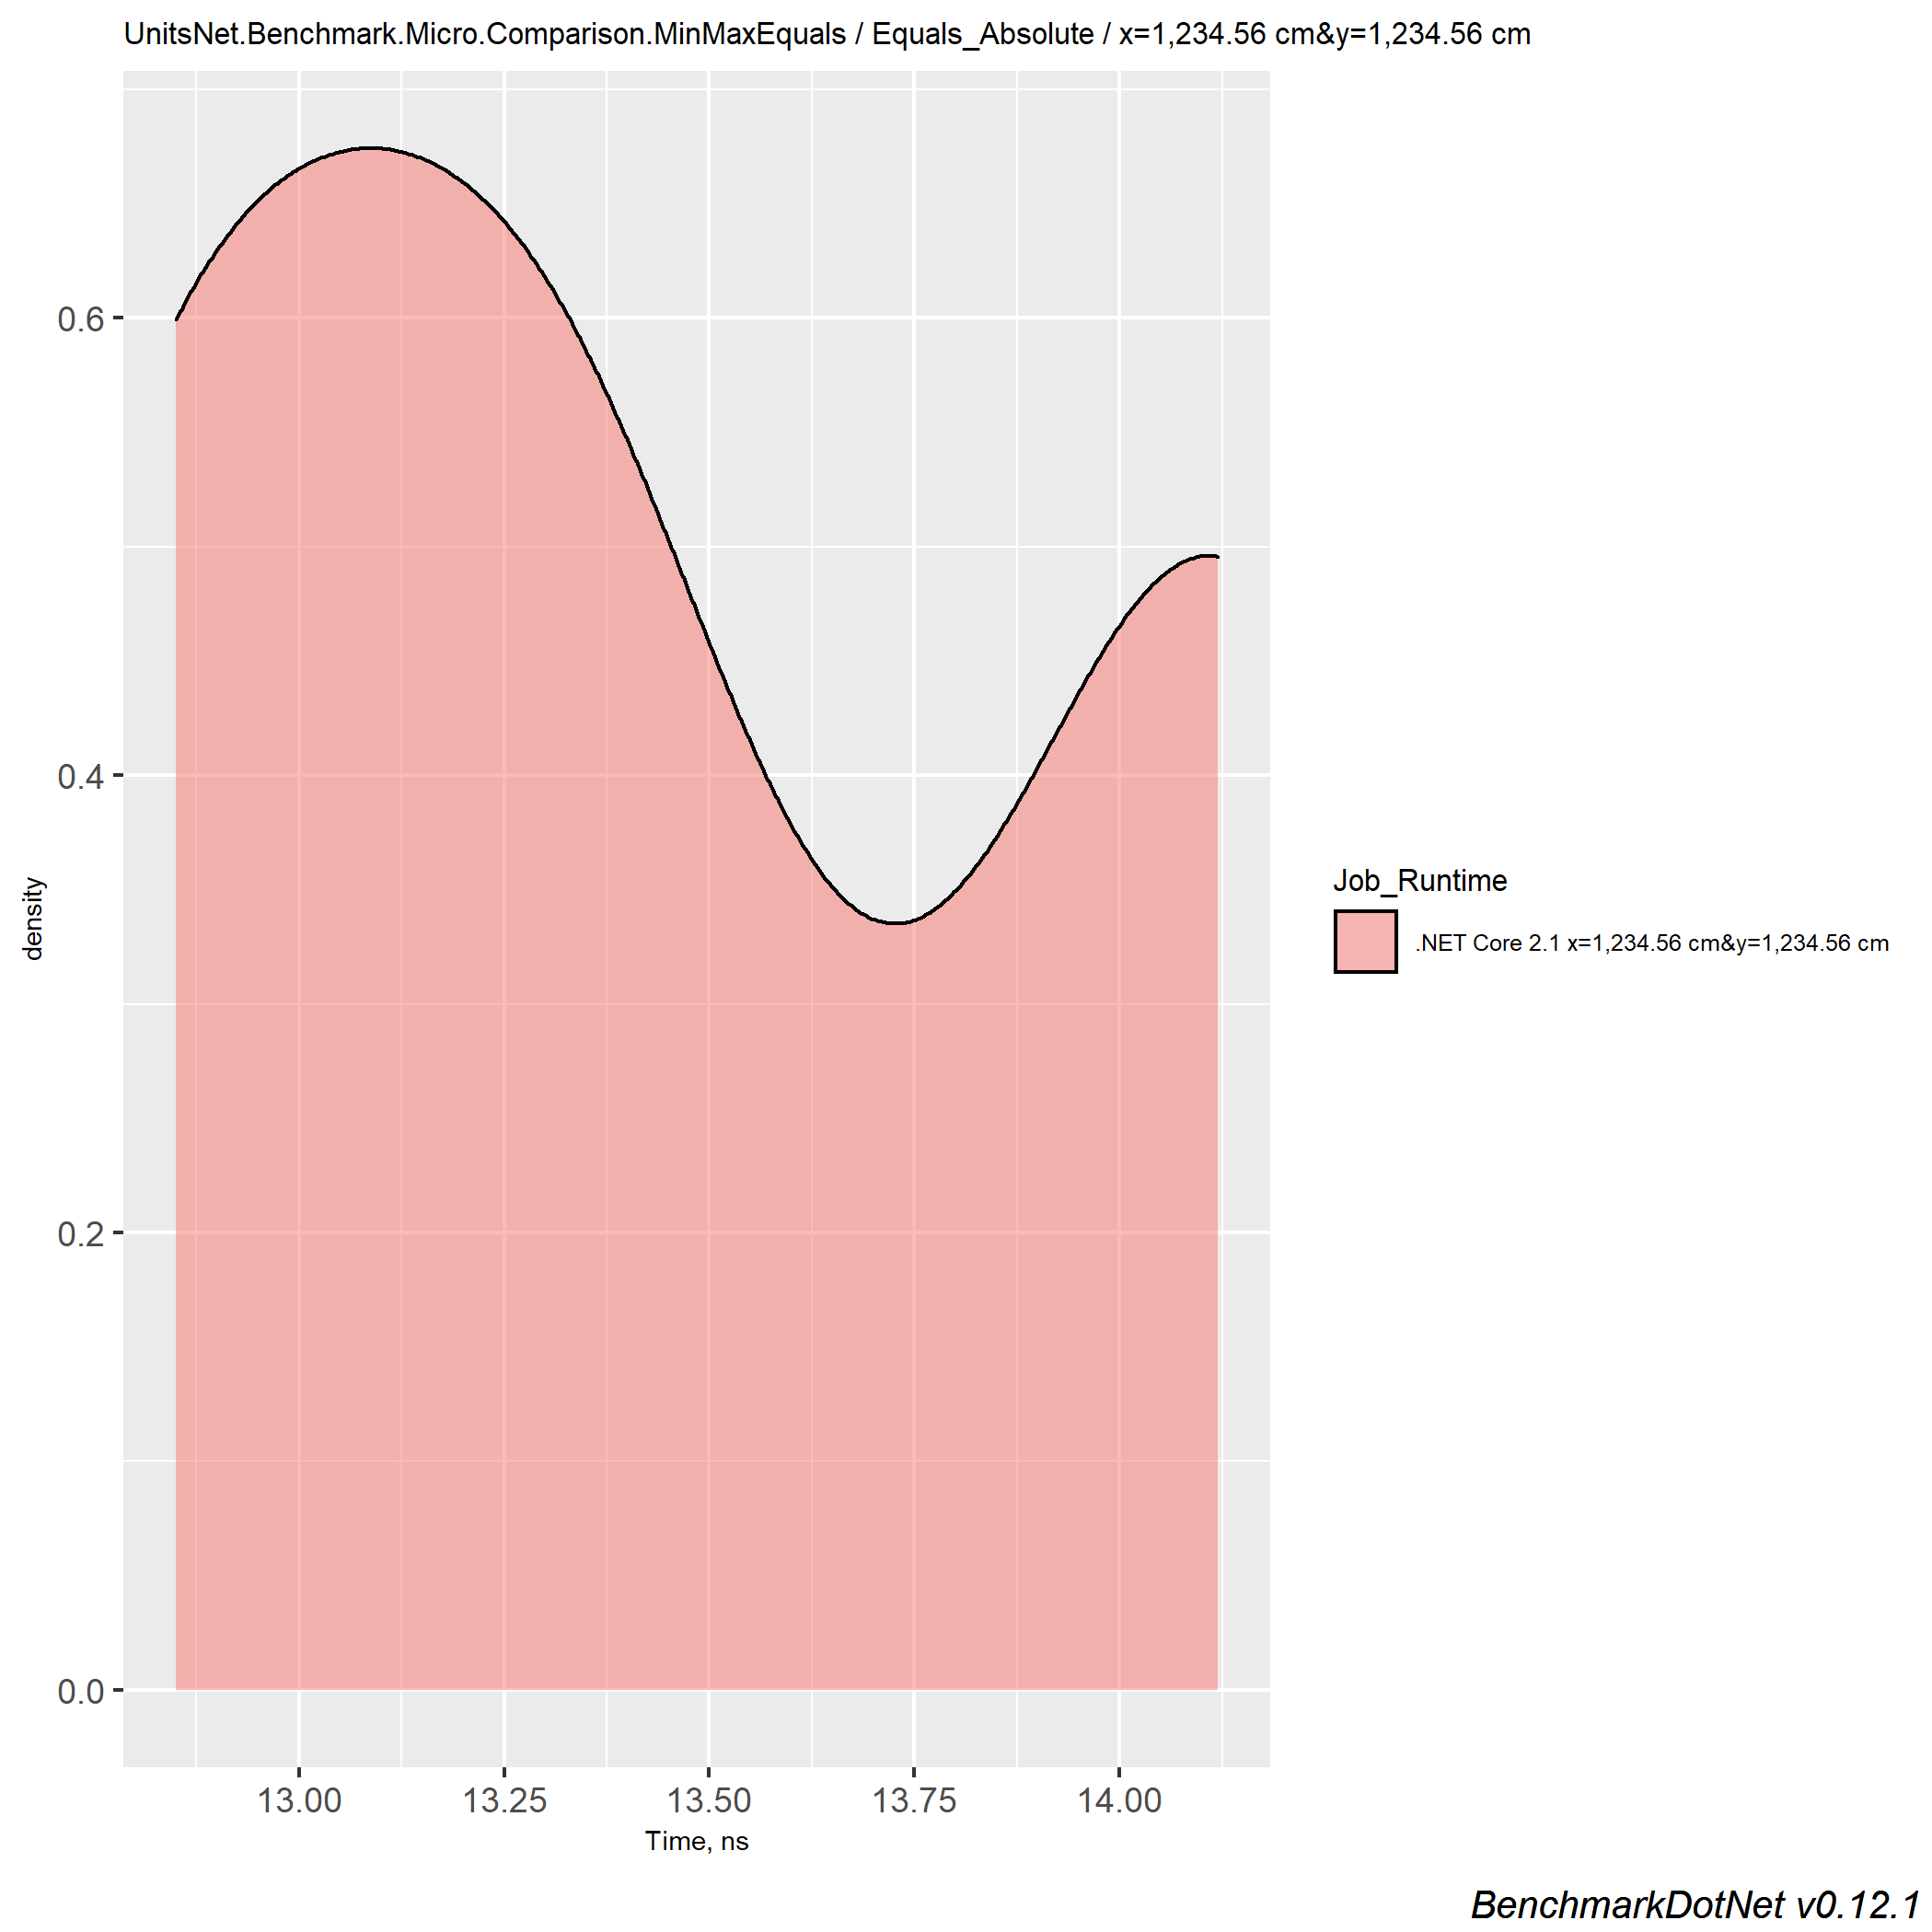 UnitsNet.Benchmark.Micro.Comparison.MinMaxEquals / Equals_Absolute / x=1,234.56 cm&y=1,234.56 cm
density
0.6
0.4
0.2
0.0
13.00 13.25 13.50 13.75 14.00
Time, ns
Job_Runtime
.NET Core 2.1 x=1,234.56 cm&y=1,234.56 cm
BenchmarkDotNet v0.12.1